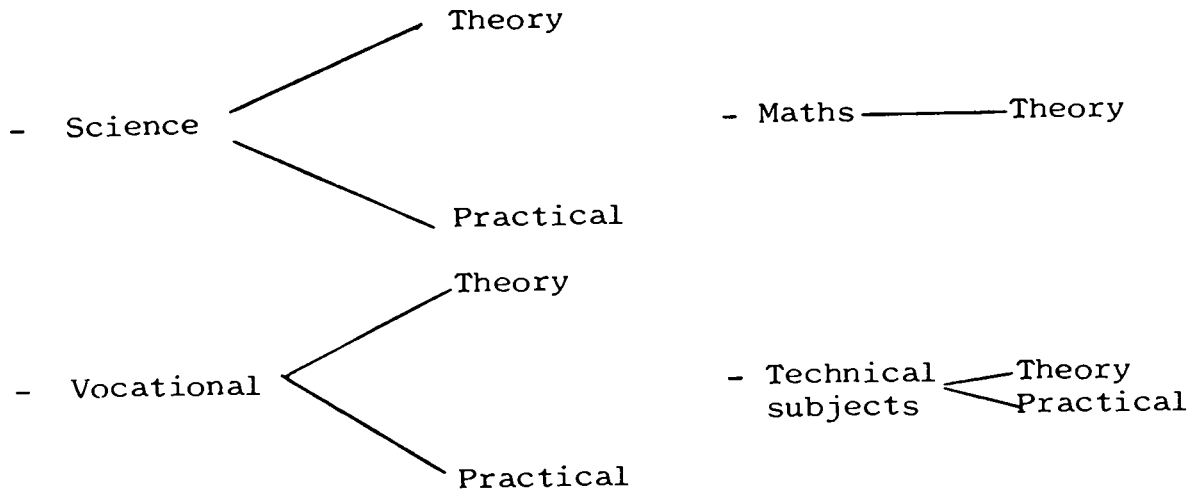 Theory
- Science
Practical
- Maths Theory
Theory
- Vocational
Practical
- Technical Theory
subjects Practical